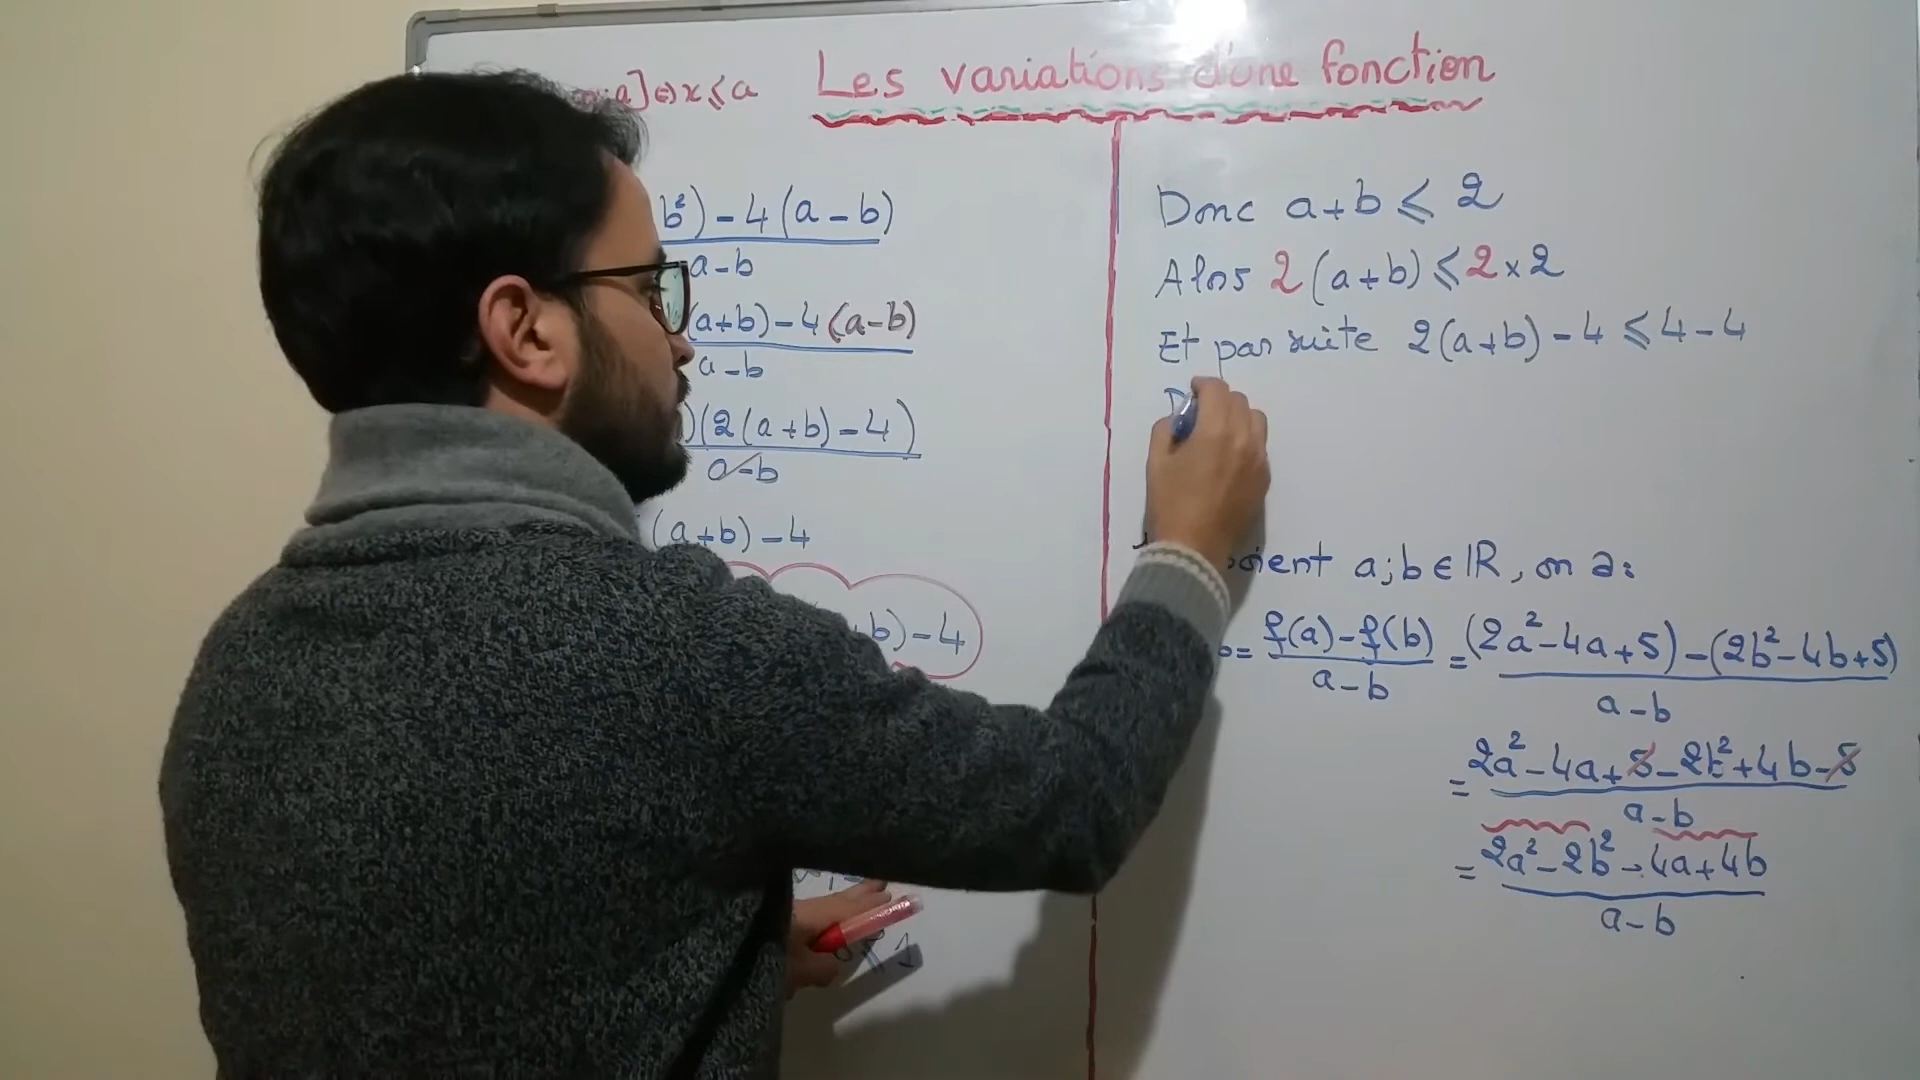 Les variations d'une fonction
a] ⇔ x ≤ a
b²) - 4(a - b)
a - b
(a+b) - 4(a-b)
a - b
)(2(a+b) - 4)
a-b
(a+b) - 4
b) - 4
≤ 1
Donc a+b ≤ 2
Alors 2(a+b) ≤ 2×2
Et par suite 2(a+b) - 4 ≤ 4 - 4
D
oient a;b ∈ ℝ, on a:
= f(a) - f(b) / a - b = (2a² - 4a + 5) - (2b² - 4b + 5) / a - b
= 2a² - 4a + 5 - 2b² + 4b - 5 / a - b
= 2a² - 2b² - 4a + 4b / a - b